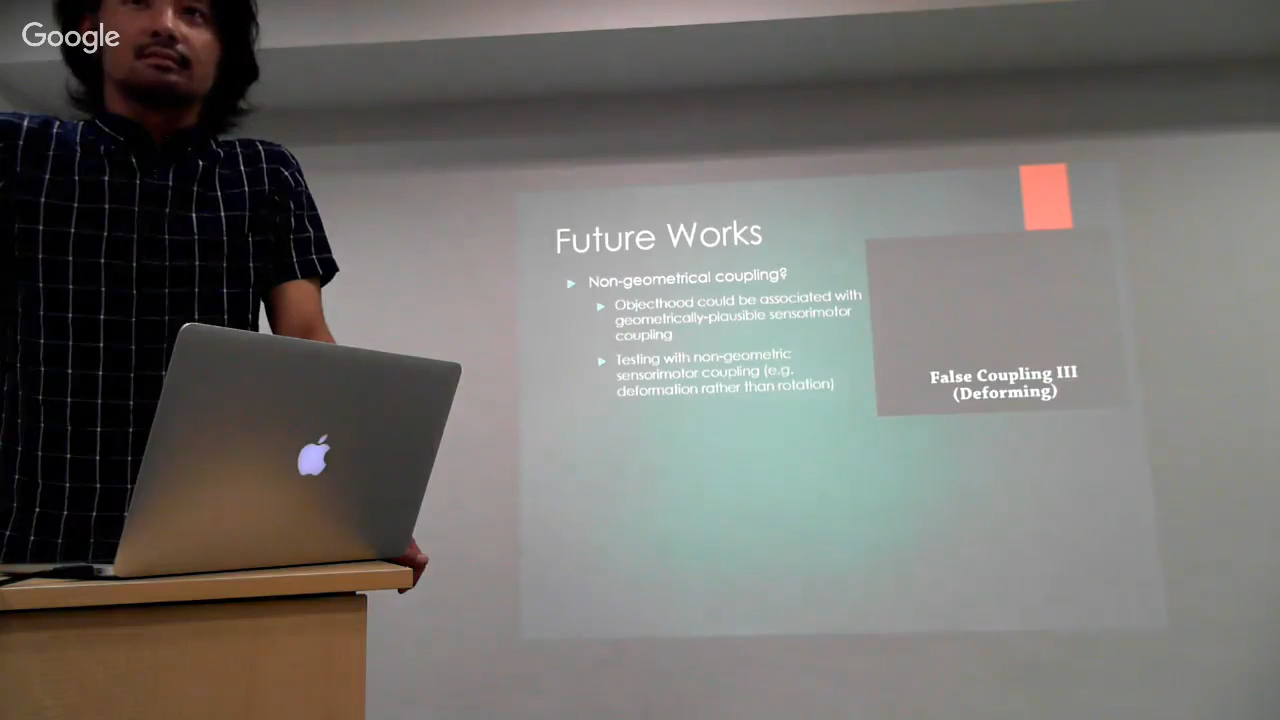 Google
Future Works
Non-geometrical coupling?
Objecthood could be associated with
geometrically-plausible sensorimotor
coupling
Testing with non-geometric
sensorimotor coupling (e.g.
deformation rather than rotation)
False Coupling III
(Deforming)